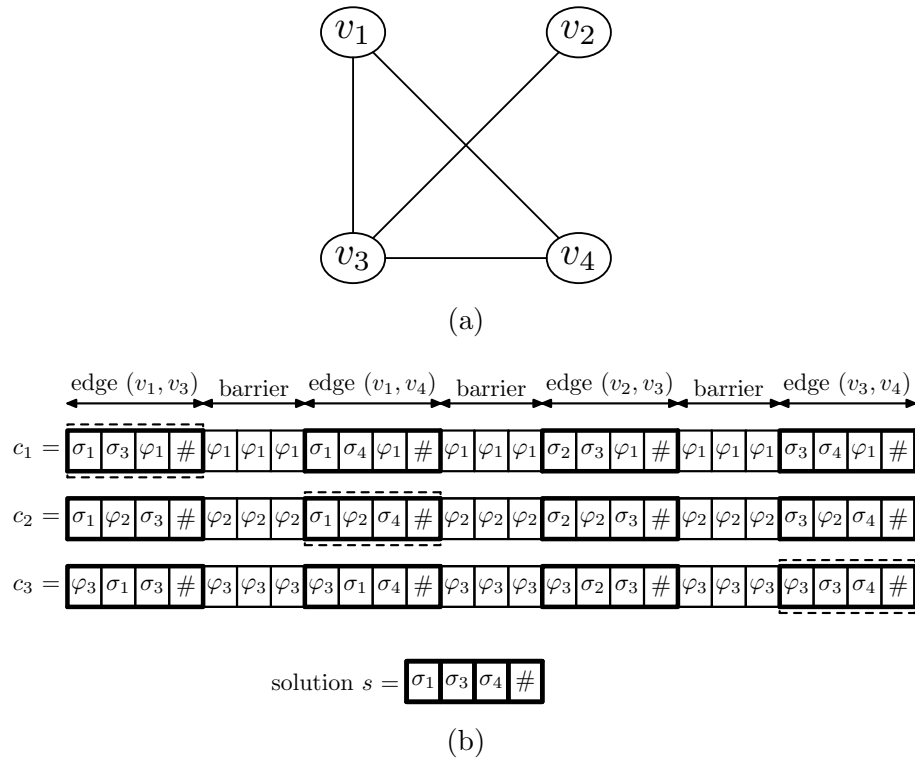 v₁ v₂
v₃ v₄
(a)
edge (v₁, v₃) barrier edge (v₁, v₄) barrier edge (v₂, v₃) barrier edge (v₃, v₄)
c₁ = σ₁ σ₃ φ₁ # φ₁ φ₁ φ₁ σ₁ σ₄ φ₁ # φ₁ φ₁ φ₁ σ₂ σ₃ φ₁ # φ₁ φ₁ φ₁ σ₃ σ₄ φ₁ #
c₂ = σ₁ φ₂ σ₃ # φ₂ φ₂ φ₂ σ₁ φ₂ σ₄ # φ₂ φ₂ φ₂ σ₂ φ₂ σ₃ # φ₂ φ₂ φ₂ σ₃ φ₂ σ₄ #
c₃ = φ₃ σ₁ σ₃ # φ₃ φ₃ φ₃ φ₃ σ₁ σ₄ # φ₃ φ₃ φ₃ φ₃ σ₂ σ₃ # φ₃ φ₃ φ₃ φ₃ σ₃ σ₄ #
solution s = σ₁ σ₃ σ₄ #
(b)